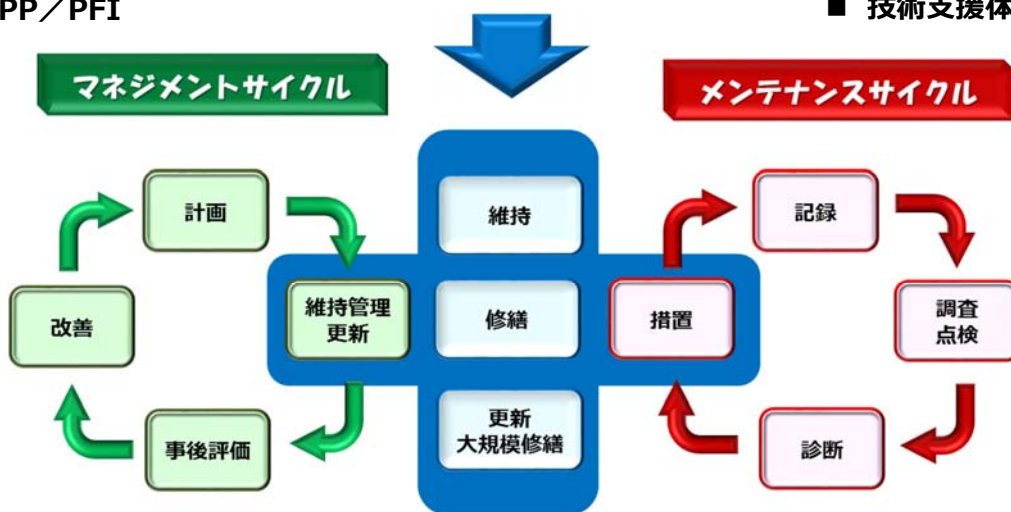 PP／PFI
■ 技術支援体
マネジメントサイクル
メンテナンスサイクル
計画
維持管理
更新
事後評価
改善
維持
修繕
更新
大規模修繕
記録
調査
点検
診断
措置